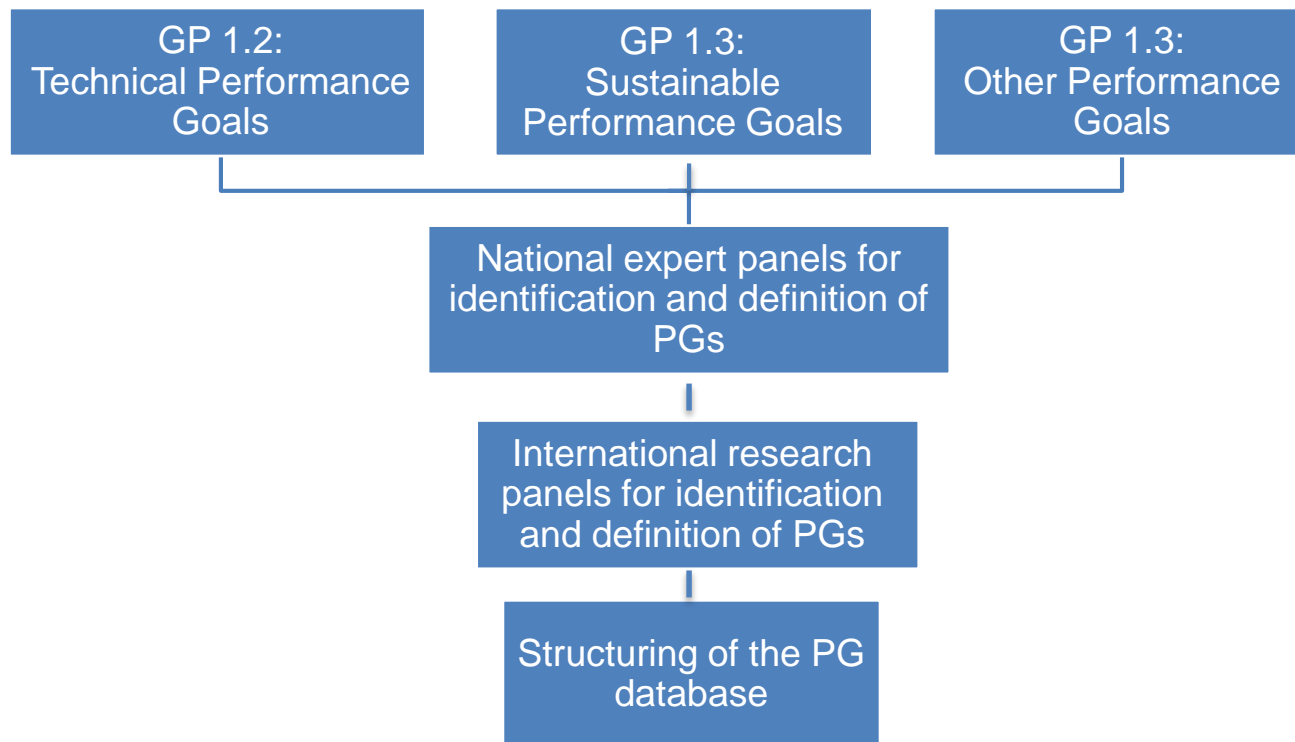 GP 1.2:
Technical Performance
Goals
GP 1.3:
Sustainable
Performance Goals
GP 1.3:
Other Performance
Goals
National expert panels for
identification and definition of
PGs
International research
panels for identification
and definition of PGs
Structuring of the PG
database